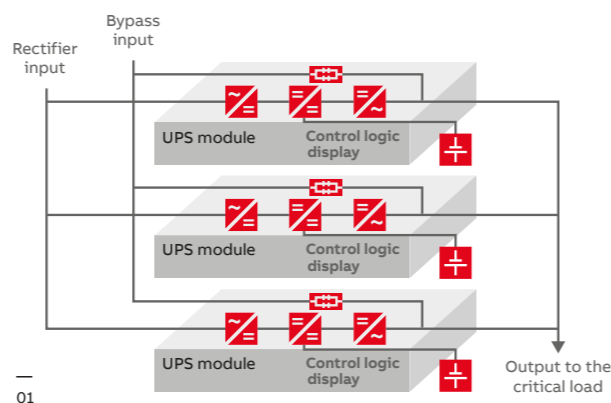 Bypass
input
Rectifier
input
UPS module
Control logic
display
UPS module
Control logic
display
UPS module
Control logic
display
Output to the
critical load
—
01